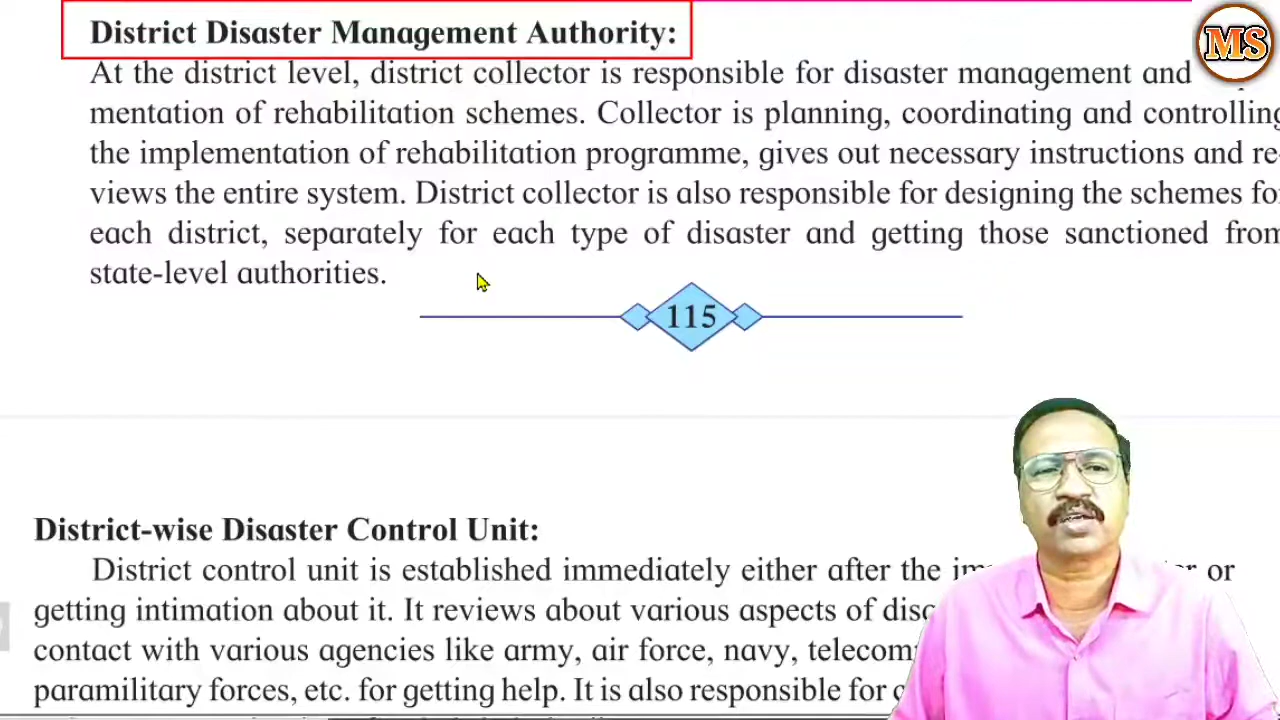 District Disaster Management Authority:
MS
At the district level, district collector is responsible for disaster management and
mentation of rehabilitation schemes. Collector is planning, coordinating and controlling
the implementation of rehabilitation programme, gives out necessary instructions and re-
views the entire system. District collector is also responsible for designing the schemes for
each district, separately for each type of disaster and getting those sanctioned from
state-level authorities.
115
District-wise Disaster Control Unit:
District control unit is established immediately either after the or
getting intimation about it. It reviews about various aspects of
contact with various agencies like army, air force, navy,
paramilitary forces, etc. for getting help. It is also responsible for